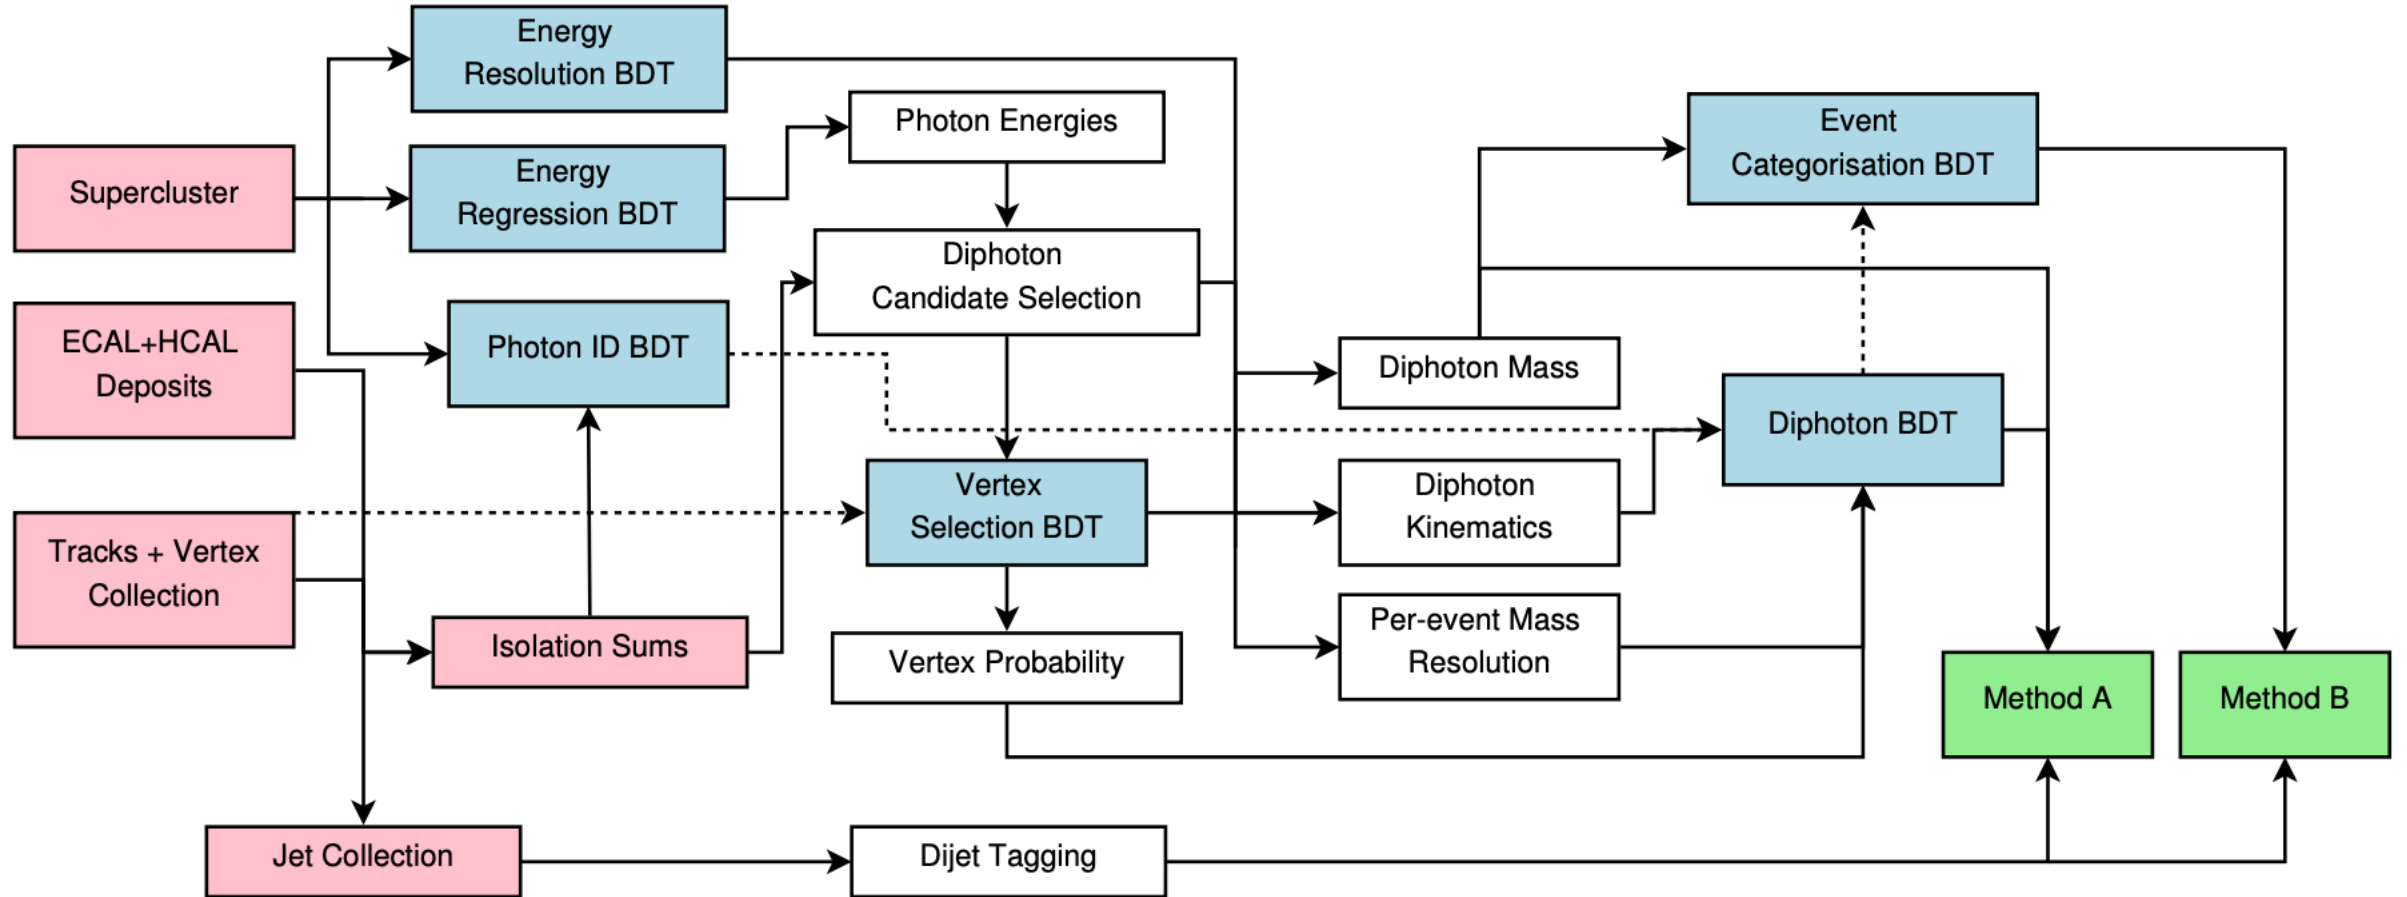 Energy
Resolution BDT
Photon Energies
Event
Categorisation BDT
Supercluster
Energy
Regression BDT
Diphoton
Candidate Selection
ECAL+HCAL
Deposits
Photon ID BDT
Diphoton Mass
Diphoton BDT
Tracks + Vertex
Collection
Vertex
Selection BDT
Diphoton
Kinematics
Isolation Sums
Vertex Probability
Per-event Mass
Resolution
Method A
Method B
Jet Collection
Dijet Tagging